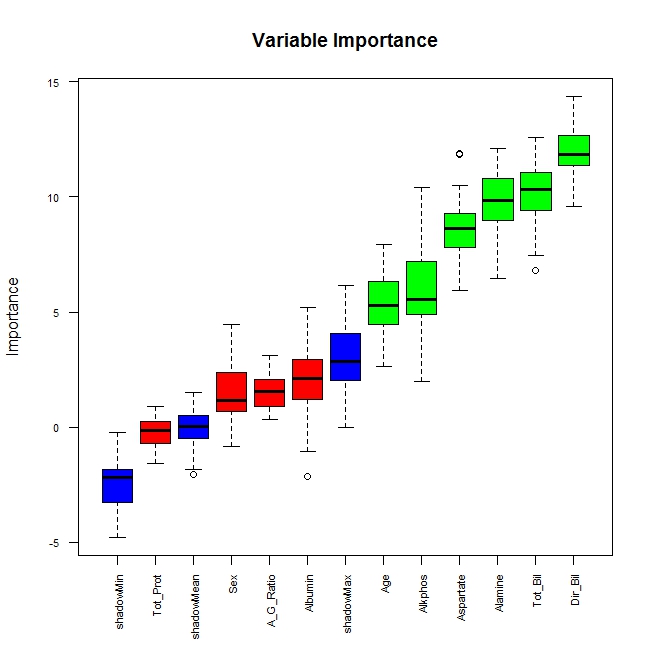 Variable Importance
Importance
15
10
5
0
-5
shadowMin
Tot_Prot
shadowMean
Sex
A_G_Ratio
Albumin
shadowMax
Age
Alkphos
Aspartate
Alamine
Tot_Bil
Dir_Bil